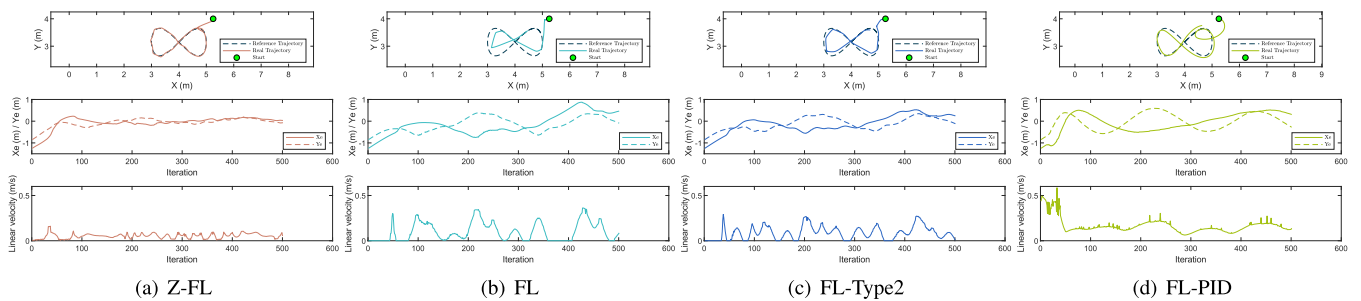 4
3
Y (m)
0 1 2 3 4 5 6 7 8
X (m)
Reference Trajectory
Real Trajectory
Start
1
0
-1
Xe (m) / Ye (m)
0 100 200 300 400 500 600
Iteration
Xe
Ye
0.5
0
Linear velocity (m/s)
0 100 200 300 400 500 600
Iteration
(a) Z-FL
4
3
Y (m)
0 1 2 3 4 5 6 7 8
X (m)
Reference Trajectory
Real Trajectory
Start
1
0
-1
Xe (m) / Ye (m)
0 100 200 300 400 500 600
Iteration
Xe
Ye
0.5
0
Linear velocity (m/s)
0 100 200 300 400 500 600
Iteration
(b) FL
4
3
Y (m)
0 1 2 3 4 5 6 7 8
X (m)
Reference Trajectory
Real Trajectory
Start
1
0
-1
Xe (m) / Ye (m)
0 100 200 300 400 500 600
Iteration
Xe
Ye
0.5
0
Linear velocity (m/s)
0 100 200 300 400 500 600
Iteration
(c) FL-Type2
4
3
Y (m)
0 1 2 3 4 5 6 7 8 9
X (m)
Reference Trajectory
Real Trajectory
Start
1
0
-1
Xe (m) / Ye (m)
0 100 200 300 400 500 600
Iteration
Xe
Ye
0.5
0
Linear velocity (m/s)
0 100 200 300 400 500 600
Iteration
(d) FL-PID